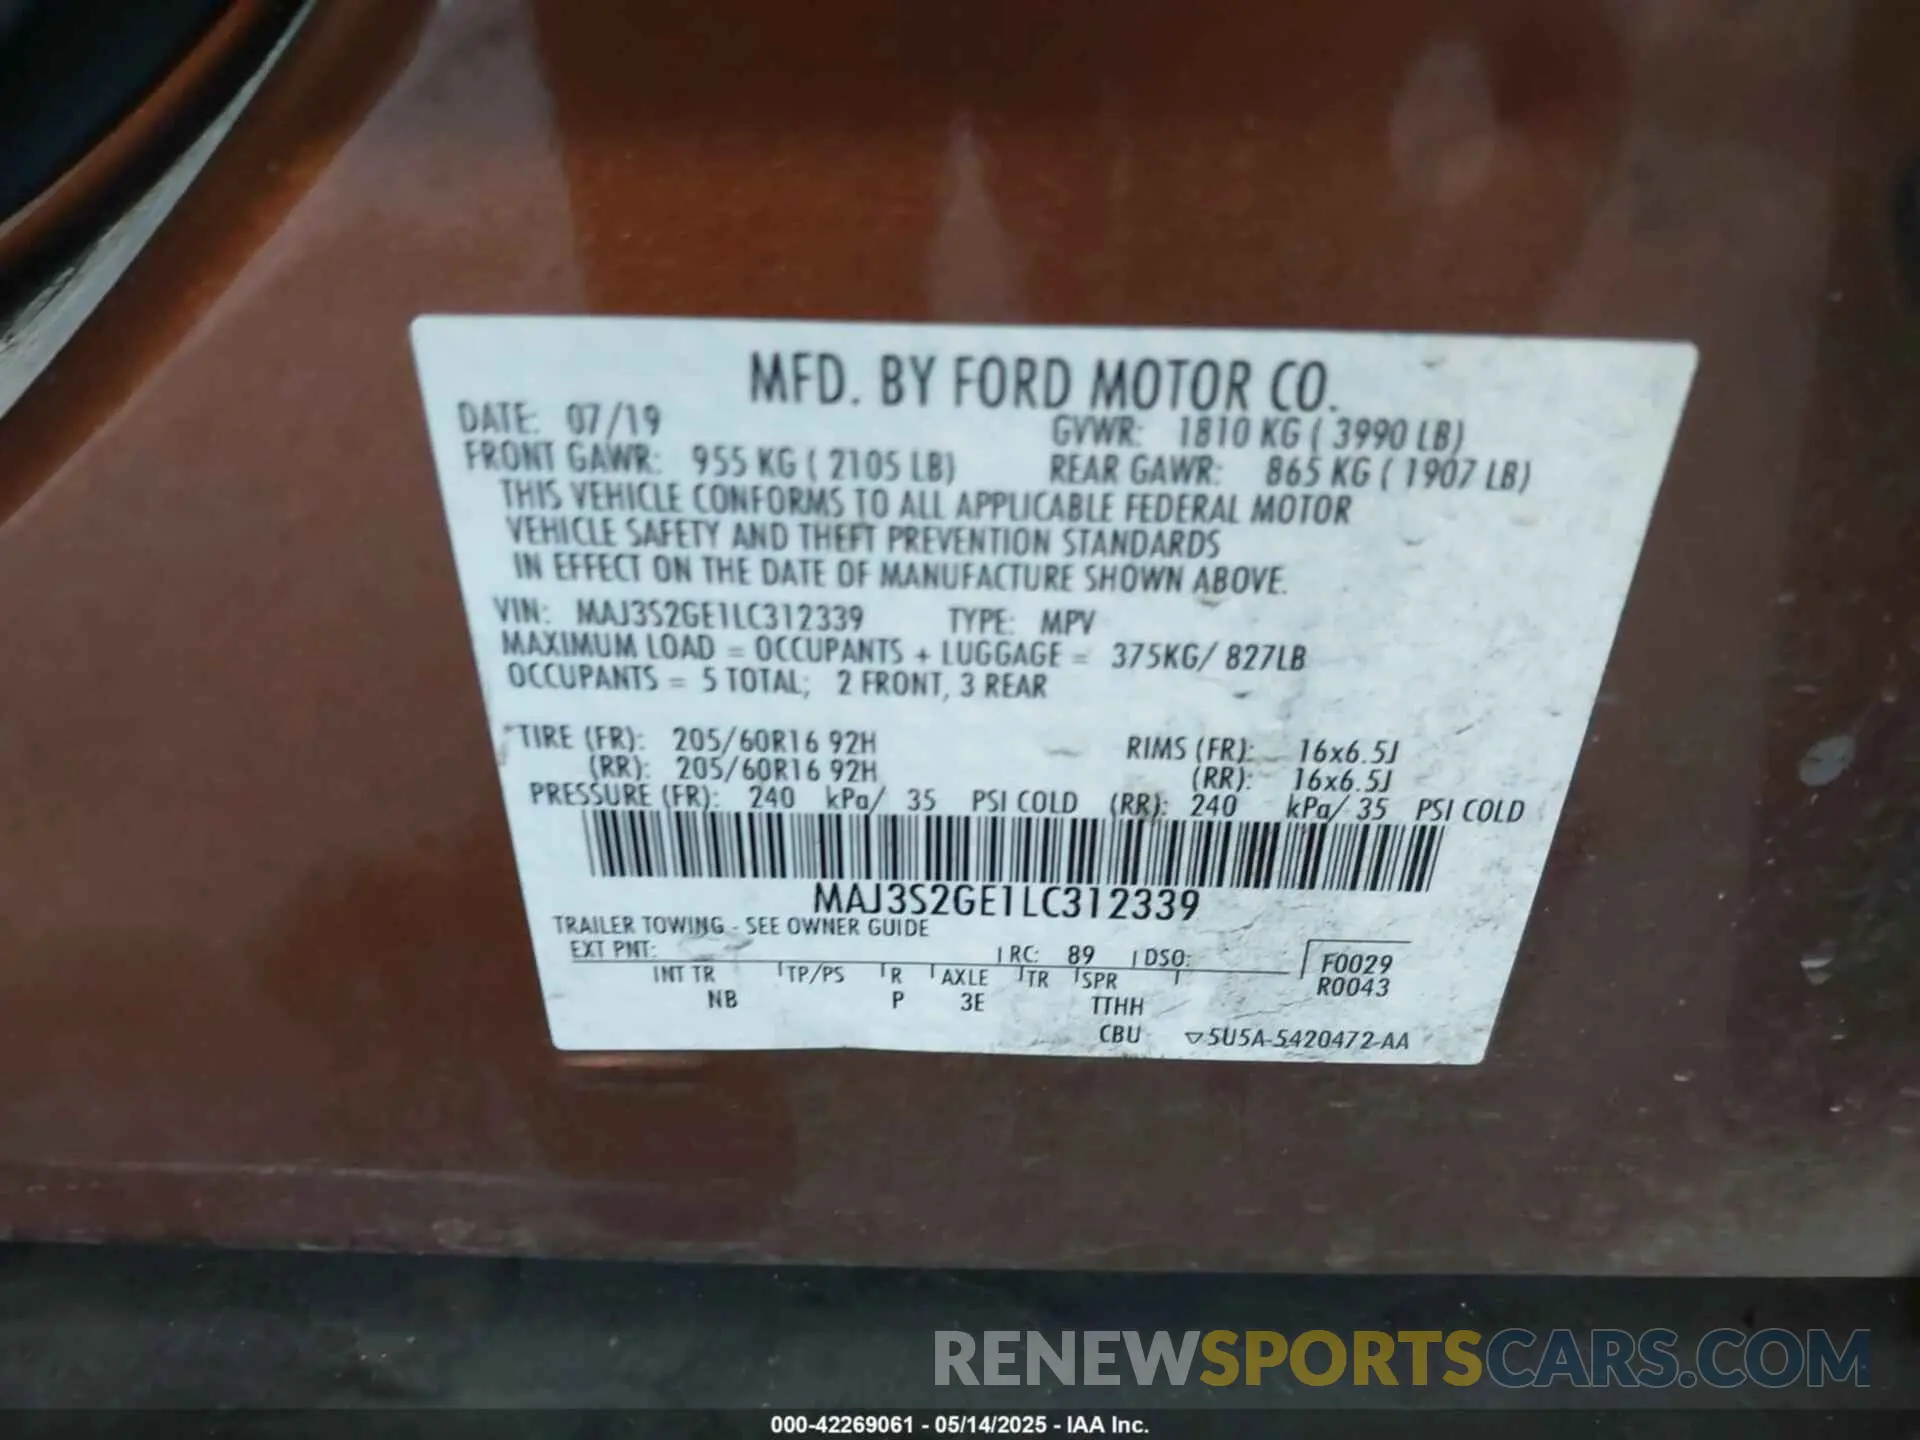 MFD. BY FORD MOTOR CO.
DATE: 07/19 GVWR: 1810 KG ( 3990 LB)
FRONT GAWR: 955 KG ( 2105 LB) REAR GAWR: 865 KG ( 1907 LB)
THIS VEHICLE CONFORMS TO ALL APPLICABLE FEDERAL MOTOR
VEHICLE SAFETY AND THEFT PREVENTION STANDARDS
IN EFFECT ON THE DATE OF MANUFACTURE SHOWN ABOVE.
VIN: MAJ3S2GE1LC312339 TYPE: MPV
MAXIMUM LOAD = OCCUPANTS + LUGGAGE = 375KG/ 827LB
OCCUPANTS = 5 TOTAL; 2 FRONT, 3 REAR
*TIRE (FR): 205/60R16 92H RIMS (FR): 16x6.5J
(RR): 205/60R16 92H (RR): 16x6.5J
PRESSURE (FR): 240 kPa/ 35 PSI COLD (RR): 240 kPa/ 35 PSI COLD
MAJ3S2GE1LC312339
TRAILER TOWING - SEE OWNER GUIDE
EXT PNT: RC: 89 DSO: F0029
INT TR TP/PS R AXLE TR SPR R0043
NB P 3E TTHH
CBU ▽5U5A-5420472-AA
RENEWSPORTSCARS.COM
000-42269061 - 05/14/2025 - IAA Inc.